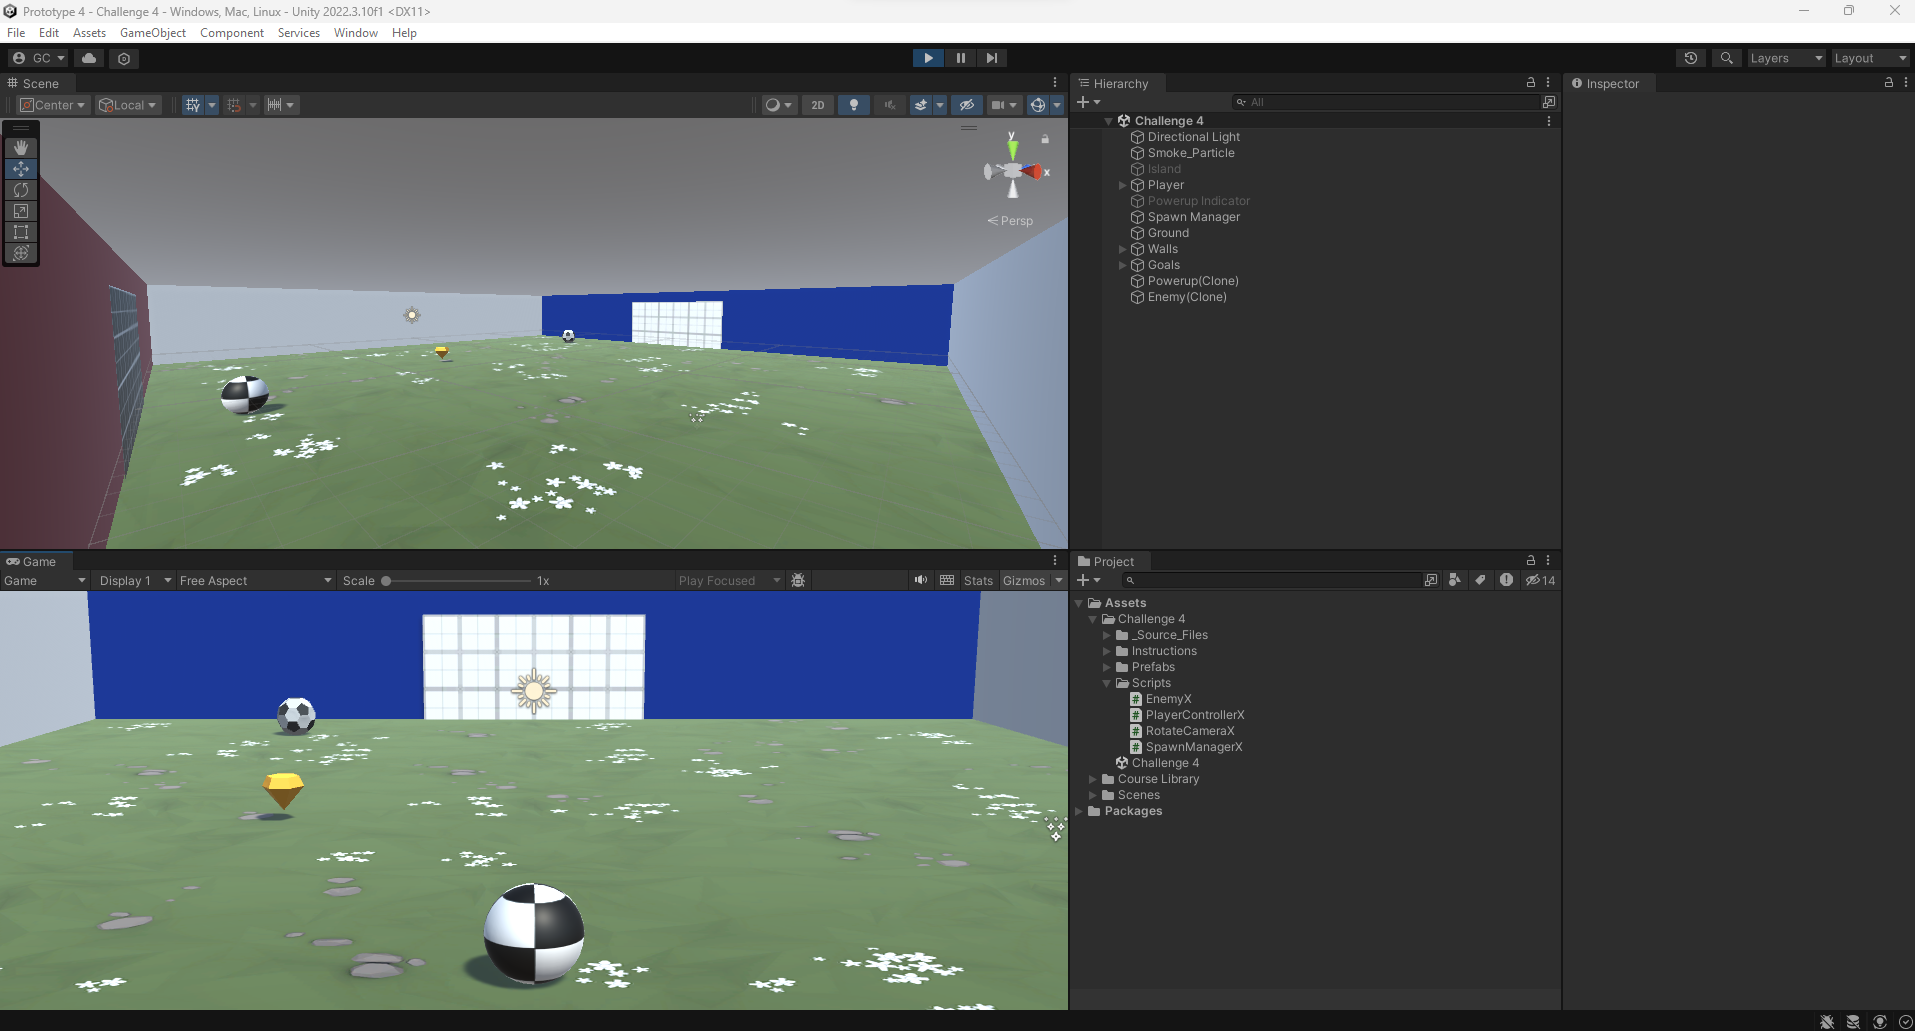 Prototype 4 - Challenge 4 - Windows, Mac, Linux - Unity 2022.3.10f1 <DX11>
File Edit Assets GameObject Component Services Window Help
GC Layers Layout
Scene
Center Local 2D
y
x
Persp
Hierarchy
All
Challenge 4
Directional Light
Smoke_Particle
Island
Player
Powerup Indicator
Spawn Manager
Ground
Walls
Goals
Powerup(Clone)
Enemy(Clone)
Inspector
Game
Game Display 1 Free Aspect Scale 1x Play Focused Stats Gizmos
Project
14
Assets
Challenge 4
_Source_Files
Instructions
Prefabs
Scripts
EnemyX
PlayerControllerX
RotateCameraX
SpawnManagerX
Challenge 4
Course Library
Scenes
Packages